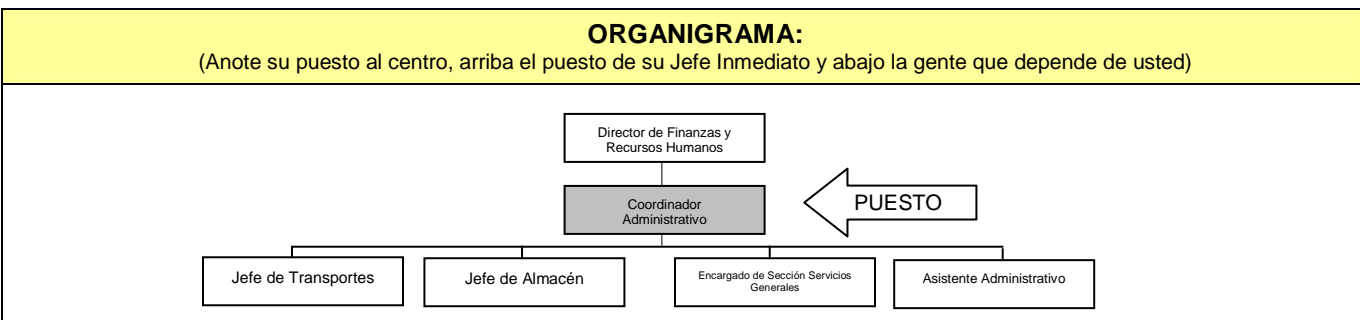 ORGANIGRAMA:
(Anote su puesto al centro, arriba el puesto de su Jefe Inmediato y abajo la gente que depende de usted)
Director de Finanzas y
Recursos Humanos
Coordinador
Administrativo
PUESTO
Jefe de Transportes
Jefe de Almacén
Encargado de Sección Servicios
Generales
Asistente Administrativo